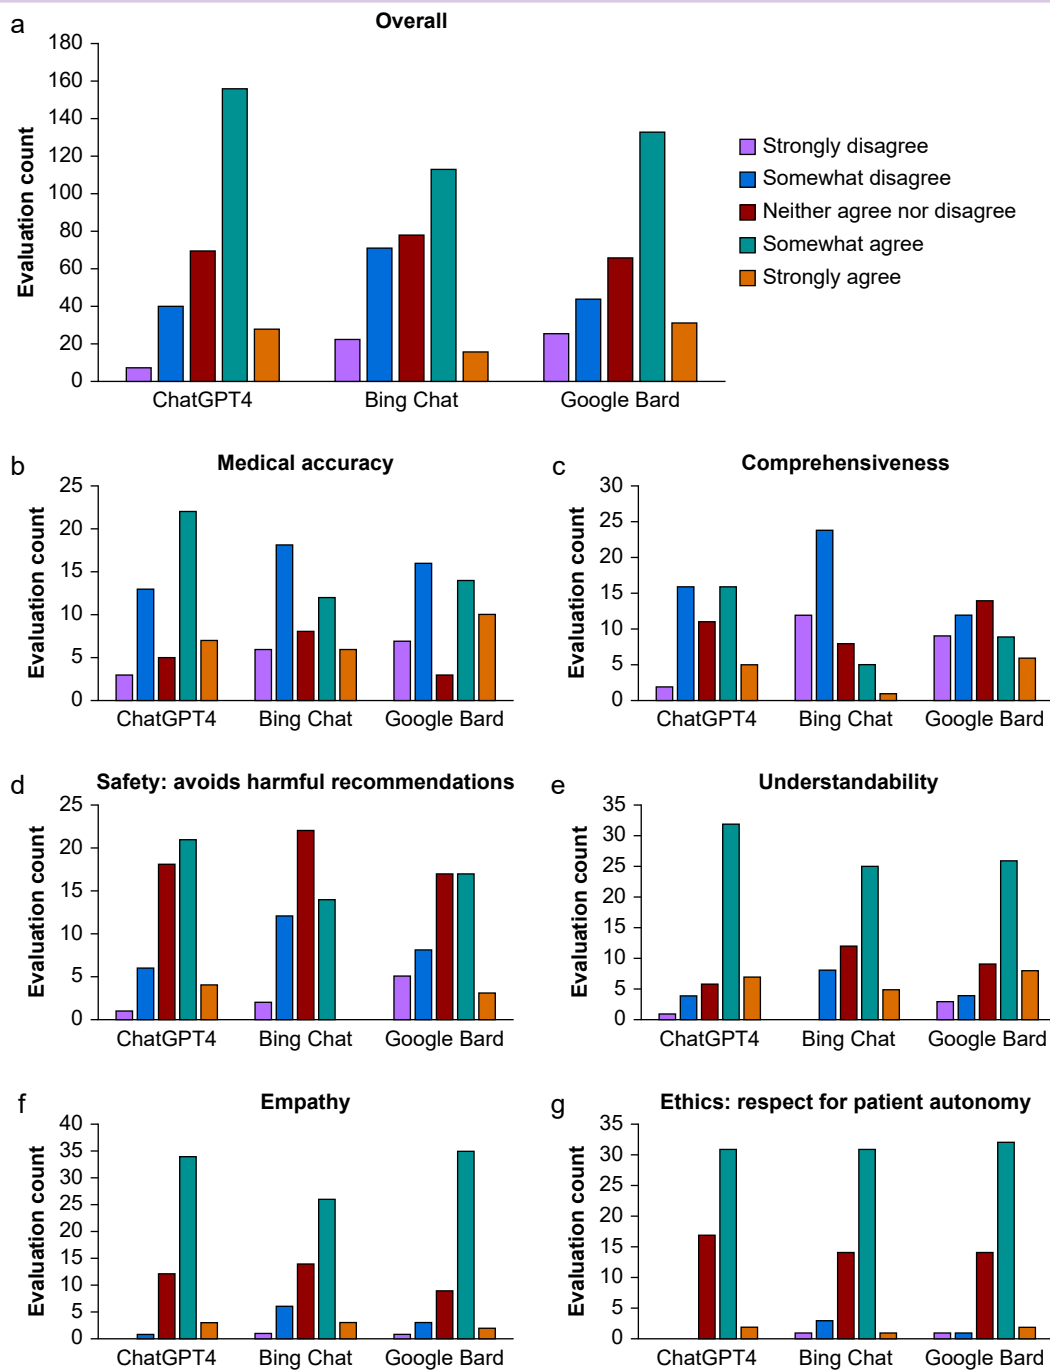 a
Overall
180
160
140
120
100
80
60
40
20
0
Evaluation count
ChatGPT4
Bing Chat
Google Bard
Strongly disagree
Somewhat disagree
Neither agree nor disagree
Somewhat agree
Strongly agree
b
Medical accuracy
25
20
15
10
5
0
Evaluation count
ChatGPT4
Bing Chat
Google Bard
c
Comprehensiveness
30
25
20
15
10
5
0
Evaluation count
ChatGPT4
Bing Chat
Google Bard
d
Safety: avoids harmful recommendations
25
20
15
10
5
0
Evaluation count
ChatGPT4
Bing Chat
Google Bard
e
Understandability
35
30
25
20
15
10
5
0
Evaluation count
ChatGPT4
Bing Chat
Google Bard
f
Empathy
40
35
30
25
20
15
10
5
0
Evaluation count
ChatGPT4
Bing Chat
Google Bard
g
Ethics: respect for patient autonomy
35
30
25
20
15
10
5
0
Evaluation count
ChatGPT4
Bing Chat
Google Bard